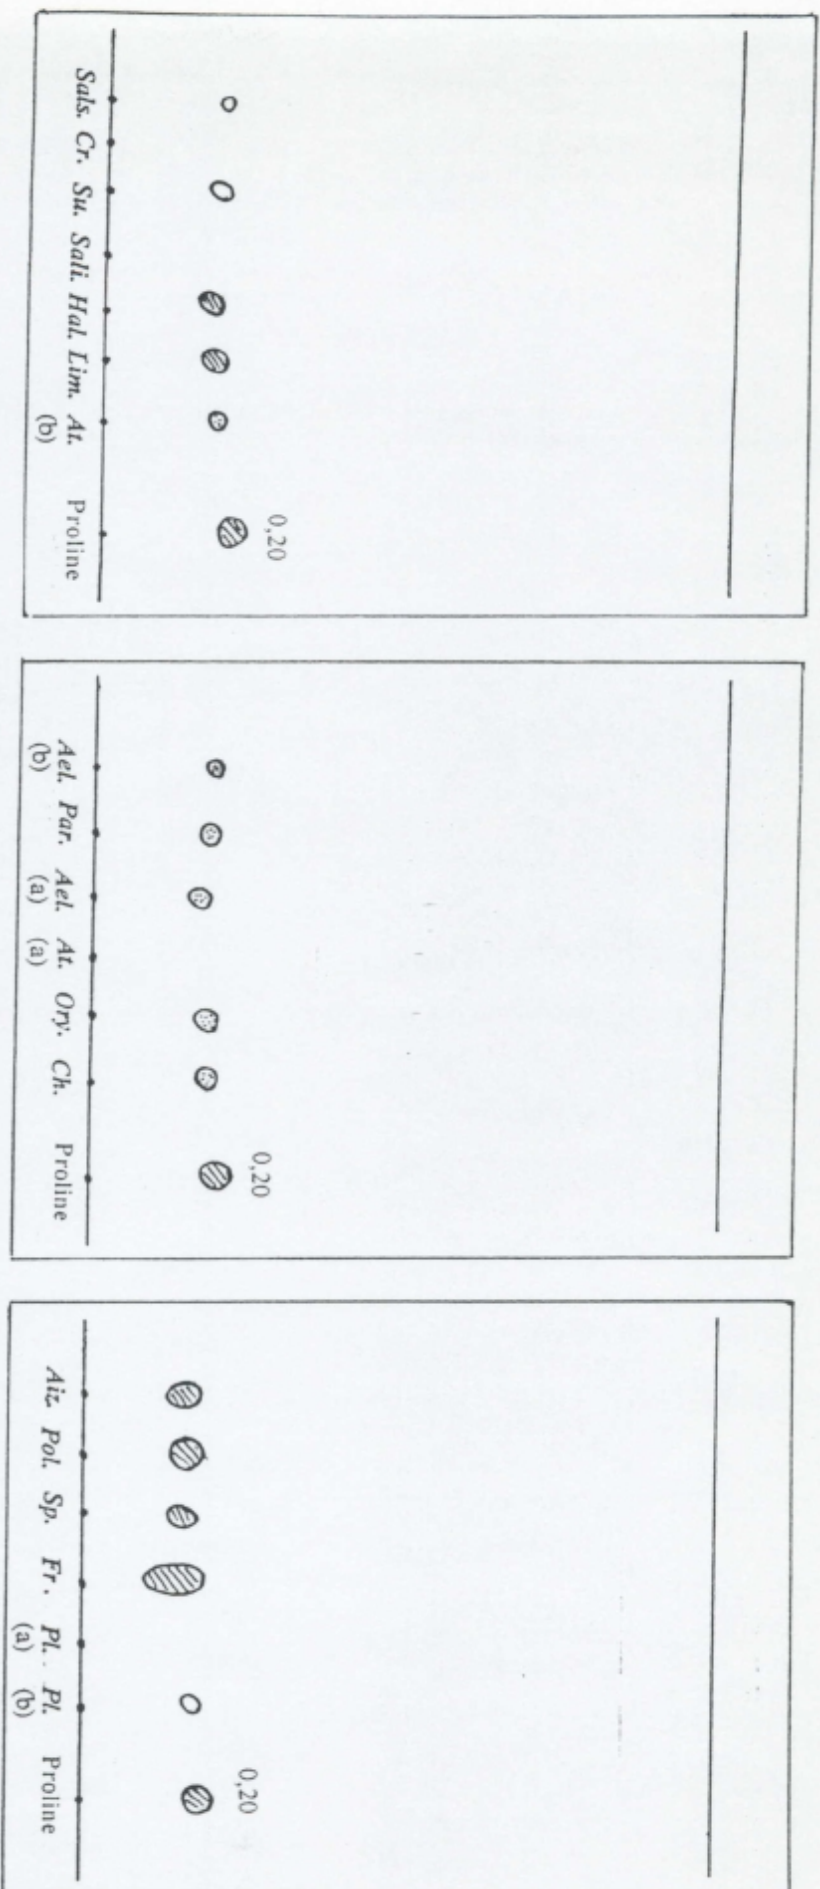 0,20
Sals. Cr. Su. Sali. Hal. Lim. At. Proline
(b)
0,20
Ael. Par. Ael. At. Ory. Ch. Proline
(b) (a) (a)
0,20
Aiz. Pol. Sp. Fr. Pl. Pl. Proline
(a) (b)